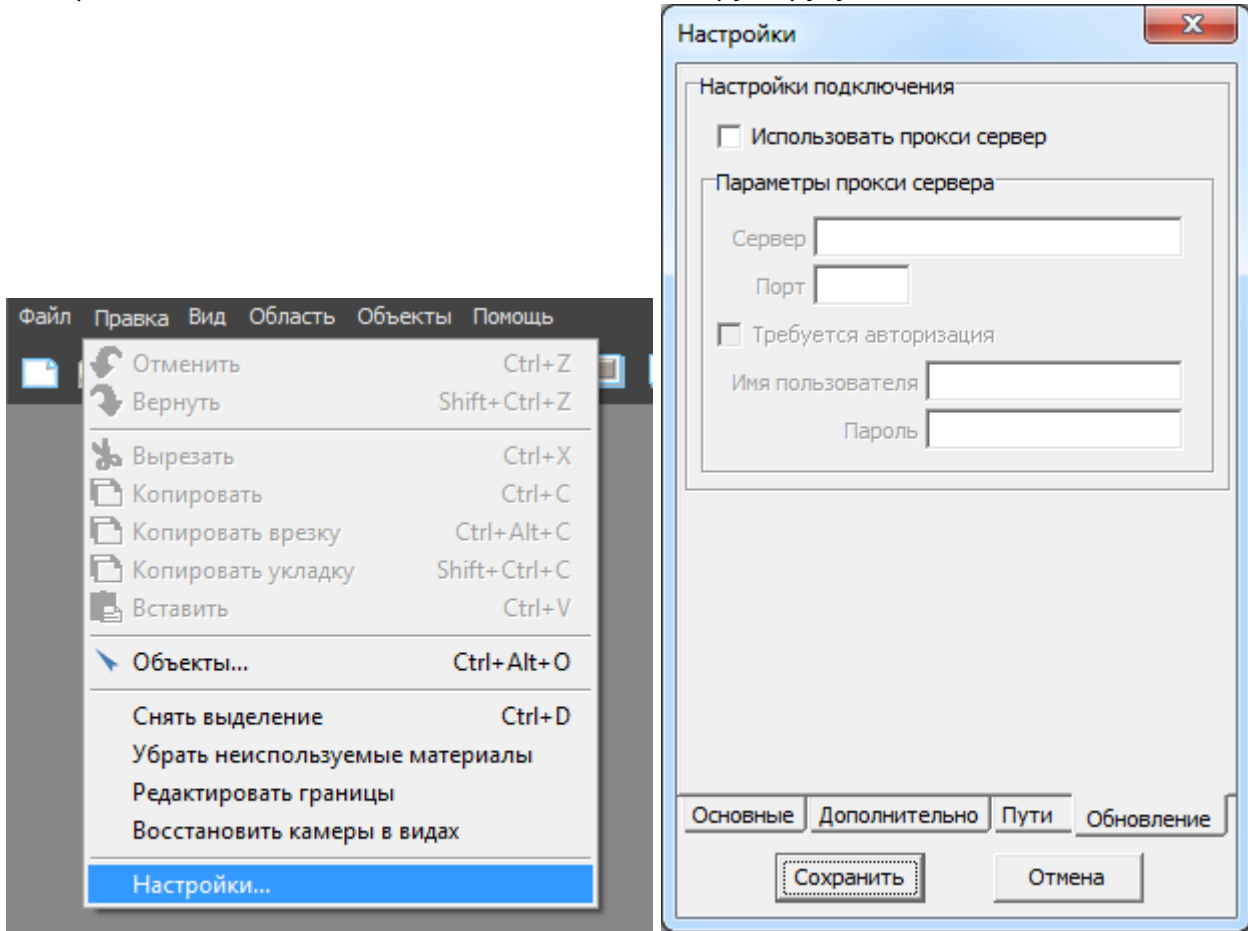 Файл Правка Вид Область Объекты Помощь
Отменить Ctrl+Z
Вернуть Shift+Ctrl+Z
Вырезать Ctrl+X
Копировать Ctrl+C
Копировать врезку Ctrl+Alt+C
Копировать укладку Shift+Ctrl+C
Вставить Ctrl+V
Объекты... Ctrl+Alt+O
Снять выделение Ctrl+D
Убрать неиспользуемые материалы
Редактировать границы
Восстановить камеры в видах
Настройки...
Настройки
Настройки подключения
Использовать прокси сервер
Параметры прокси сервера
Сервер
Порт
Требуется авторизация
Имя пользователя
Пароль
Основные Дополнительно Пути Обновление
Сохранить Отмена